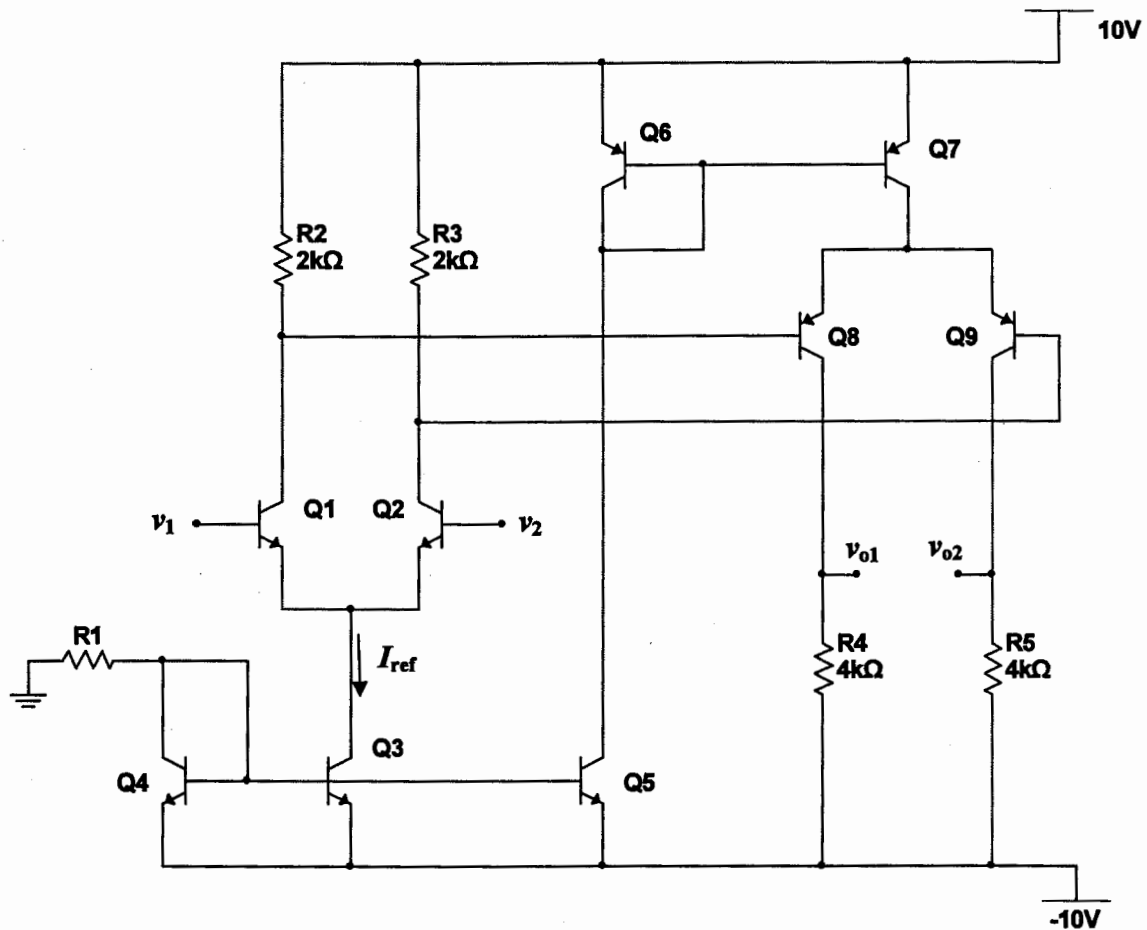 10V
Q6
Q7
R2
2kΩ
R3
2kΩ
Q8
Q9
v1
Q1
Q2
v2
vo1
vo2
R1
Iref
R4
4kΩ
R5
4kΩ
Q4
Q3
Q5
-10V